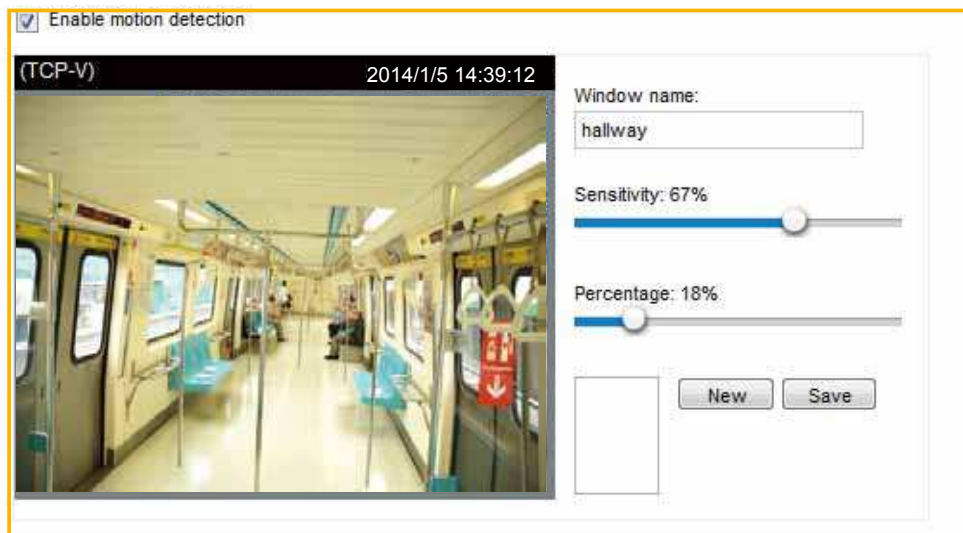 Enable motion detection
(TCP-V) 2014/1/5 14:39:12
Window name:
hallway
Sensitivity: 67%
Percentage: 18%
New Save